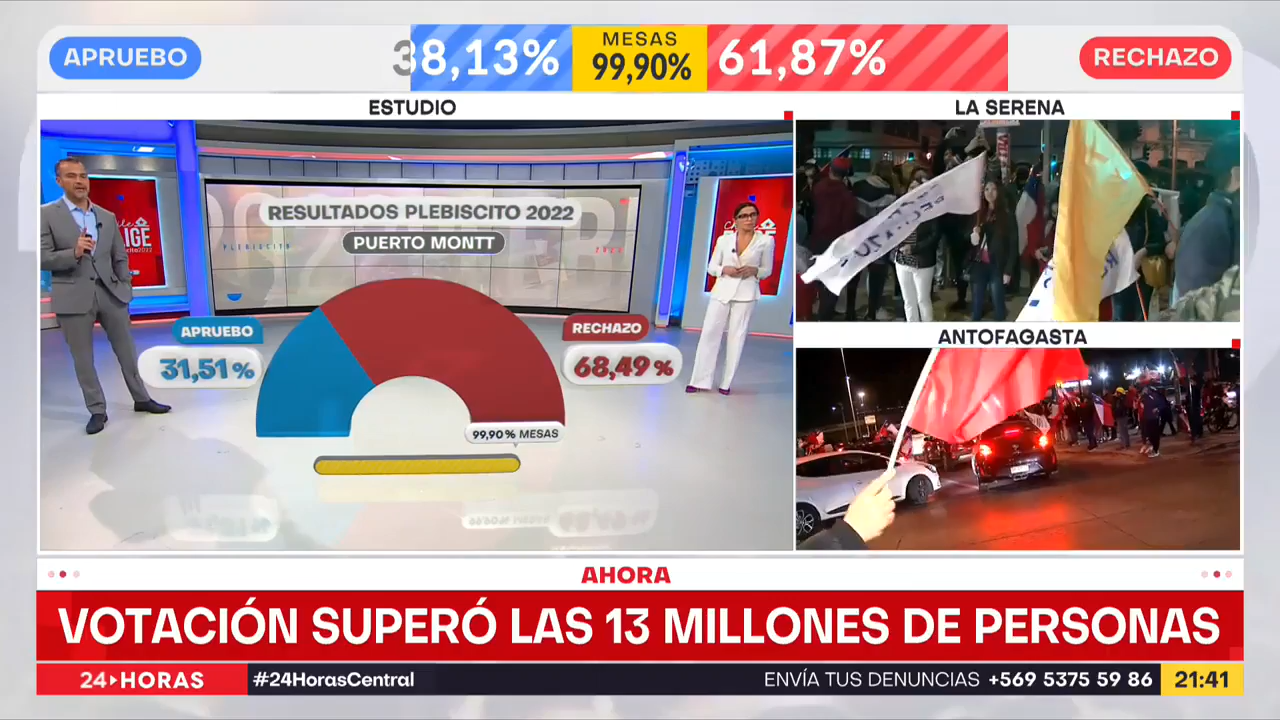 APRUEBO
38,13%
MESAS
99,90%
61,87%
RECHAZO
ESTUDIO
LA SERENA
RESULTADOS PLEBISCITO 2022
PUERTO MONTT
PLEBISCITO
APRUEBO
31,51%
RECHAZO
68,49%
99,90% MESAS
ANTOFAGASTA
AHORA
VOTACIÓN SUPERÓ LAS 13 MILLONES DE PERSONAS
24 HORAS
#24HorasCentral
ENVÍA TUS DENUNCIAS +569 5375 59 86
21:41